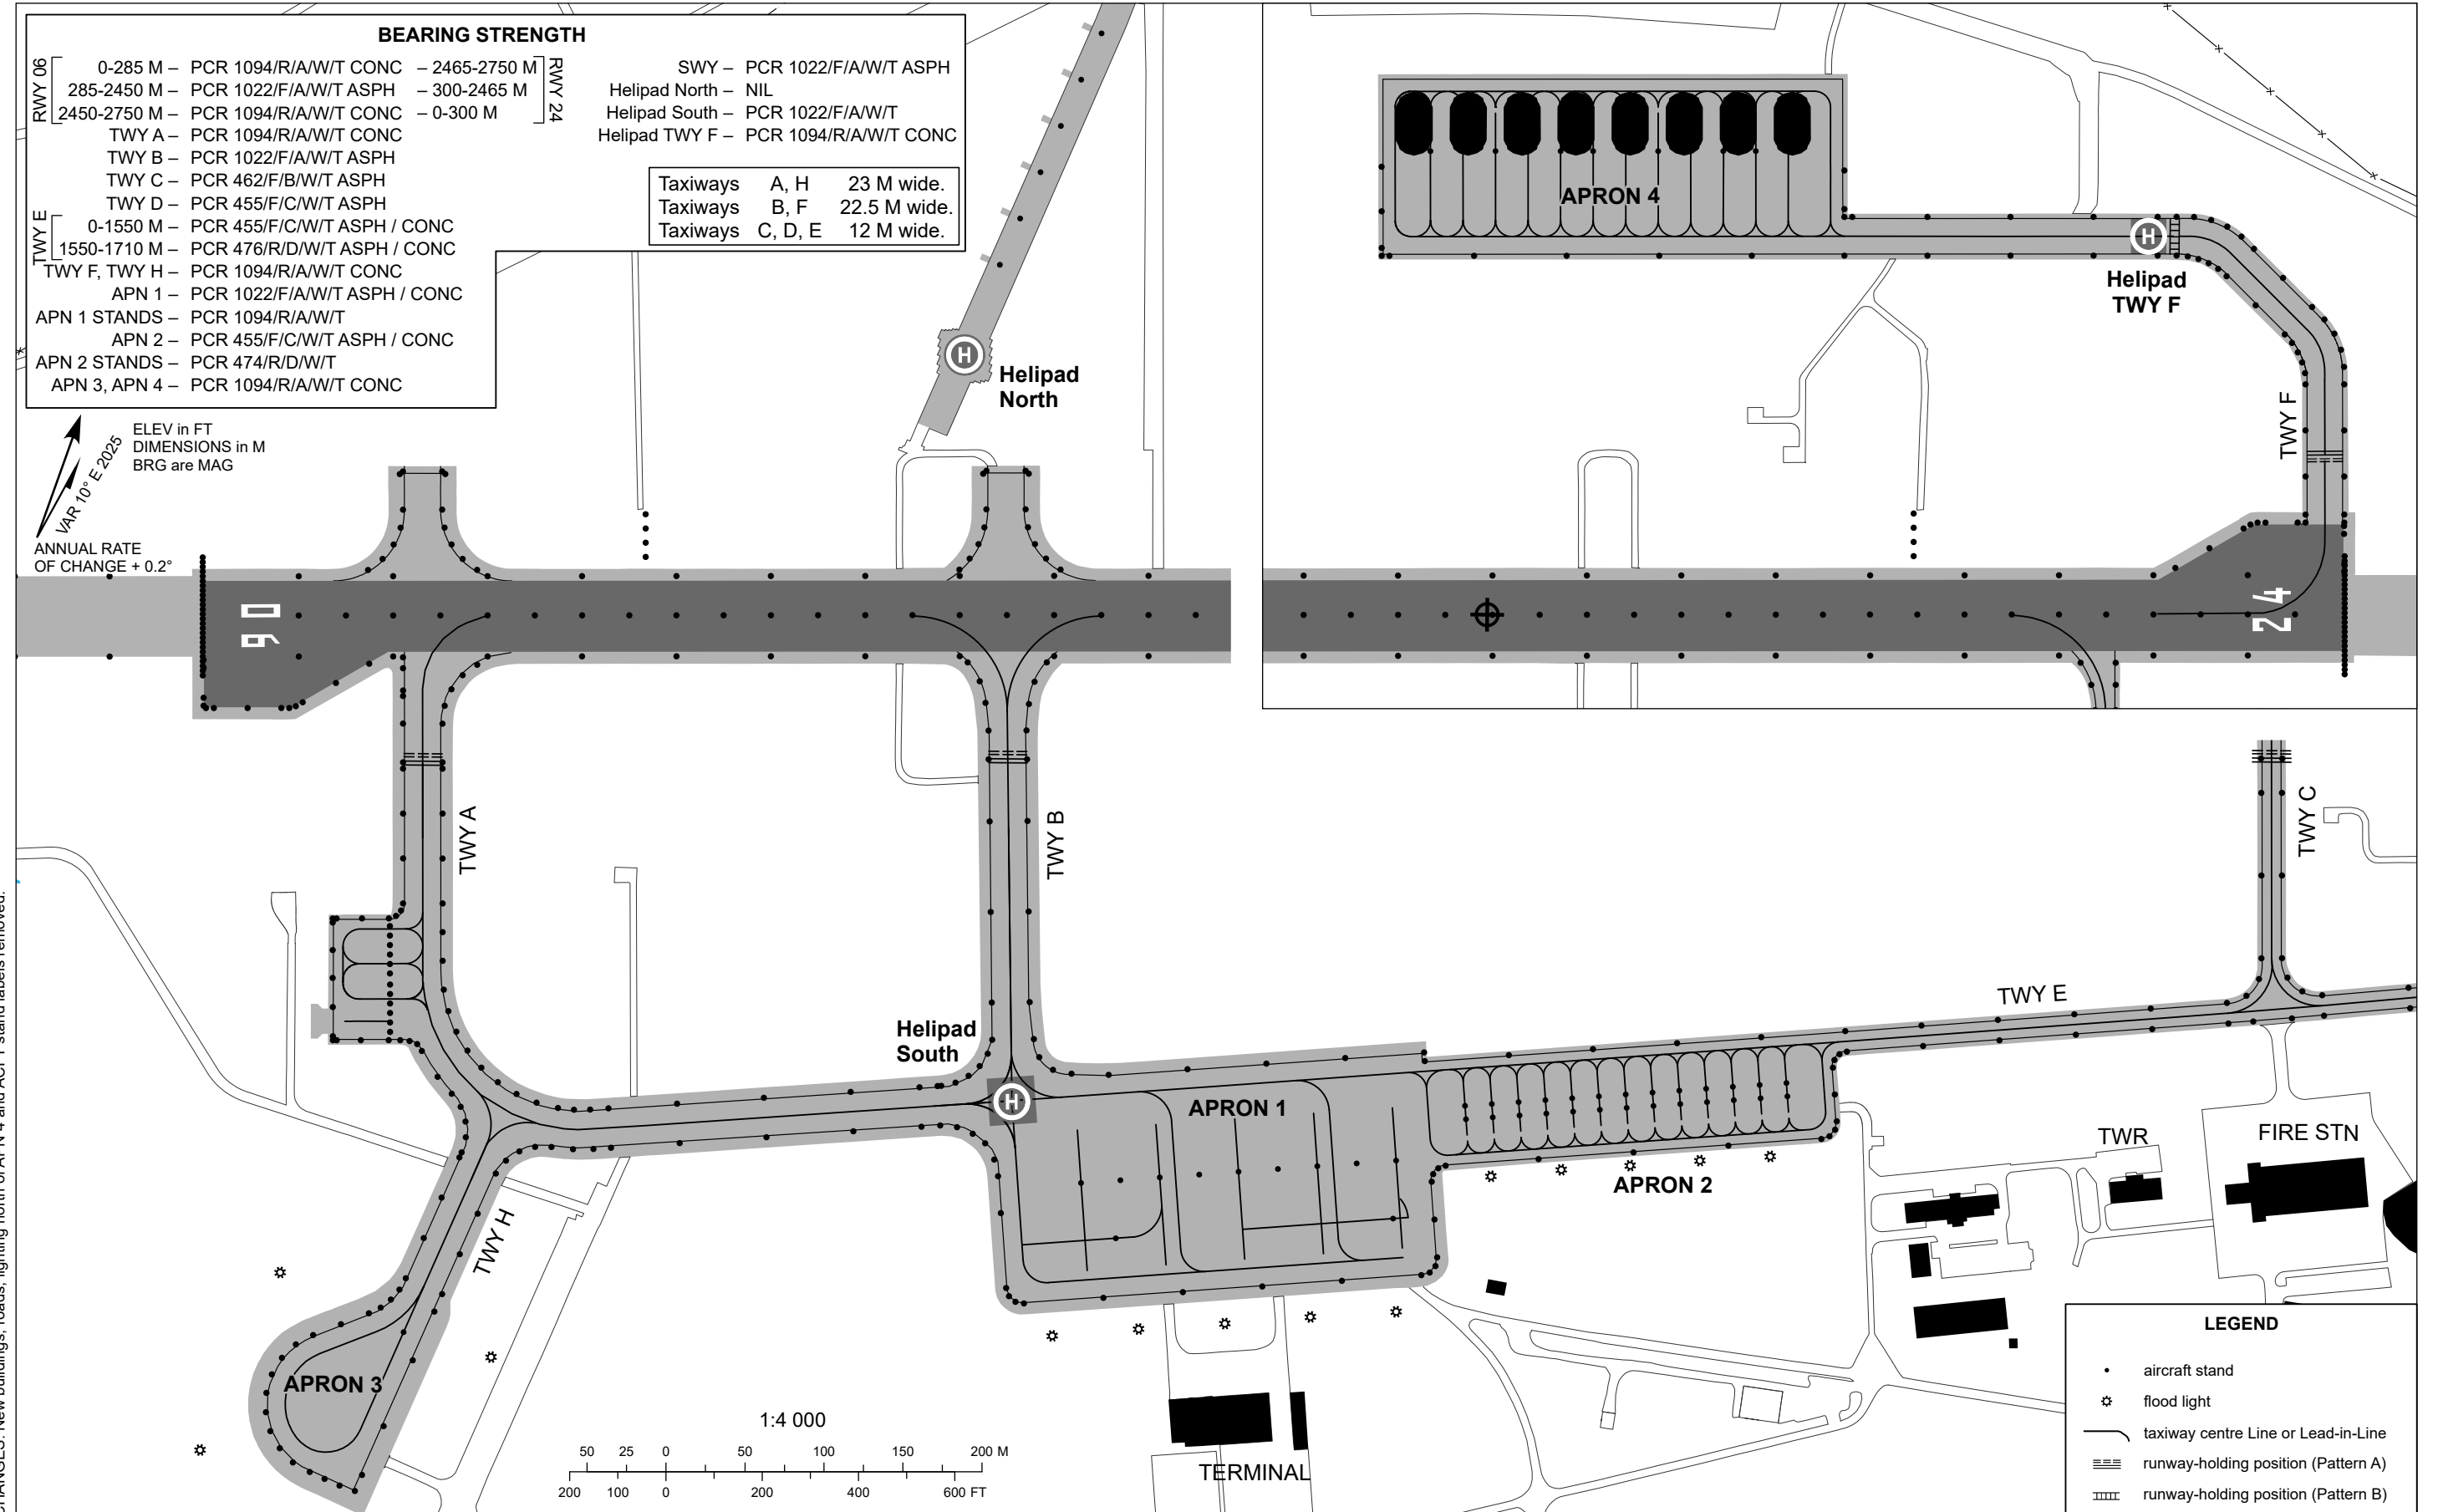 BEARING STRENGTH
RWY 06
0-285 M – PCR 1094/R/A/W/T CONC – 2465-2750 M
285-2450 M – PCR 1022/F/A/W/T ASPH – 300-2465 M
2450-2750 M – PCR 1094/R/A/W/T CONC – 0-300 M
RWY 24
TWY A – PCR 1094/R/A/W/T CONC
TWY B – PCR 1022/F/A/W/T ASPH
TWY C – PCR 462/F/B/W/T ASPH
TWY D – PCR 455/F/C/W/T ASPH
TWY E
0-1550 M – PCR 455/F/C/W/T ASPH / CONC
1550-1710 M – PCR 476/R/D/W/T ASPH / CONC
TWY F, TWY H – PCR 1094/R/A/W/T CONC
APN 1 – PCR 1022/F/A/W/T ASPH / CONC
APN 1 STANDS – PCR 1094/R/A/W/T
APN 2 – PCR 455/F/C/W/T ASPH / CONC
APN 2 STANDS – PCR 474/R/D/W/T
APN 3, APN 4 – PCR 1094/R/A/W/T CONC
SWY – PCR 1022/F/A/W/T ASPH
Helipad North – NIL
Helipad South – PCR 1022/F/A/W/T
Helipad TWY F – PCR 1094/R/A/W/T CONC
Taxiways A, H 23 M wide.
Taxiways B, F 22.5 M wide.
Taxiways C, D, E 12 M wide.
VAR 10° E 2025
ELEV in FT
DIMENSIONS in M
BRG are MAG
ANNUAL RATE
OF CHANGE + 0.2°
H
Helipad
North
APRON 4
H
Helipad
TWY F
TWY F
06
24
TWY A
TWY B
TWY C
TWY E
Helipad
South
H
APRON 1
APRON 2
TWR
FIRE STN
TWY H
APRON 3
TERMINAL
1:4 000
50 25 0 50 100 150 200 M
200 100 0 200 400 600 FT
LEGEND
aircraft stand
flood light
taxiway centre Line or Lead-in-Line
runway-holding position (Pattern A)
runway-holding position (Pattern B)